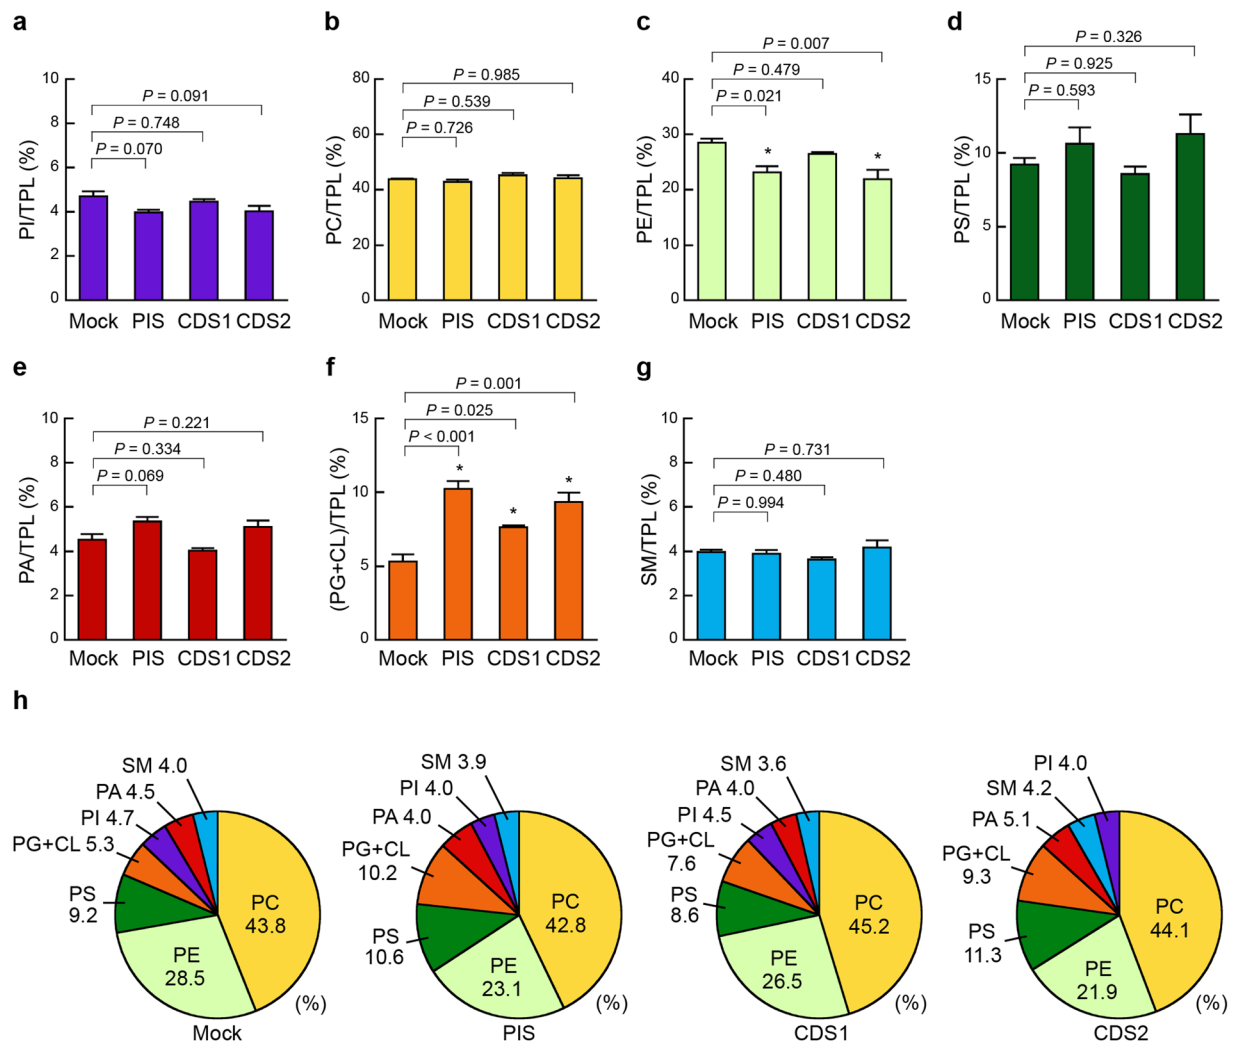 a
P = 0.091
P = 0.748
P = 0.070
PI/TPL (%)
10
8
6
4
2
0
Mock PIS CDS1 CDS2
b
P = 0.985
P = 0.539
P = 0.726
PC/TPL (%)
80
60
40
20
0
Mock PIS CDS1 CDS2
c
P = 0.007
P = 0.479
P = 0.021
PE/TPL (%)
40
30
20
10
0
* *
Mock PIS CDS1 CDS2
d
P = 0.326
P = 0.925
P = 0.593
PS/TPL (%)
15
10
5
0
Mock PIS CDS1 CDS2
e
P = 0.221
P = 0.334
P = 0.069
PA/TPL (%)
10
8
6
4
2
0
Mock PIS CDS1 CDS2
f
P = 0.001
P = 0.025
P < 0.001
(PG+CL)/TPL (%)
15
10
5
0
* * *
Mock PIS CDS1 CDS2
g
P = 0.731
P = 0.480
P = 0.994
SM/TPL (%)
10
8
6
4
2
0
Mock PIS CDS1 CDS2
h
SM 4.0
PA 4.5
PI 4.7
PG+CL 5.3
PS
9.2
PE
28.5
PC
43.8
(%)
Mock
SM 3.9
PI 4.0
PA 4.0
PG+CL
10.2
PS
10.6
PE
23.1
PC
42.8
(%)
PIS
SM 3.6
PA 4.0
PI 4.5
PG+CL
7.6
PS
8.6
PE
26.5
PC
45.2
(%)
CDS1
PI 4.0
SM 4.2
PA 5.1
PG+CL
9.3
PS
11.3
PE
21.9
PC
44.1
(%)
CDS2